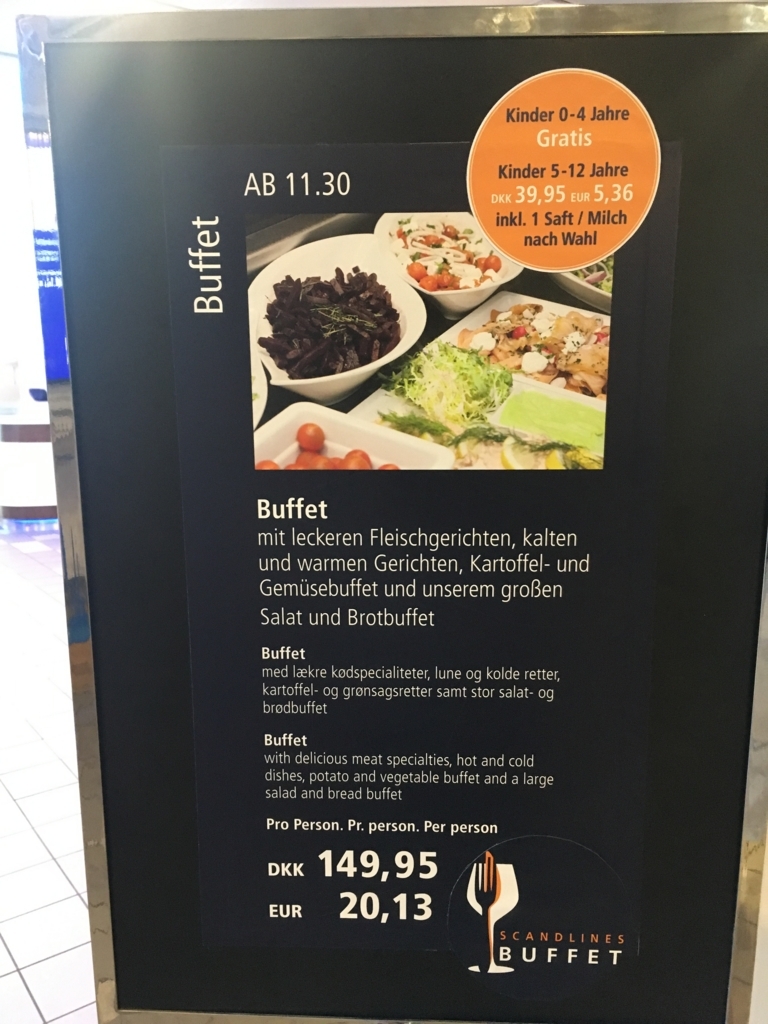 Kinder 0-4 Jahre
Gratis
Kinder 5-12 Jahre
DKK 39,95 EUR 5,36
inkl. 1 Saft / Milch
nach Wahl
AB 11.30
Buffet
Buffet
mit leckeren Fleischgerichten, kalten
und warmen Gerichten, Kartoffel- und
Gemüsebuffet und unserem großen
Salat und Brotbuffet
Buffet
med lækre kødspecialiteter, lune og kolde retter,
kartoffel- og grønsagsretter samt stor salat- og
brødbuffet
Buffet
with delicious meat specialties, hot and cold
dishes, potato and vegetable buffet and a large
salad and bread buffet
Pro Person. Pr. person. Per person
DKK 149,95
EUR 20,13
SCANDLINES
BUFFET